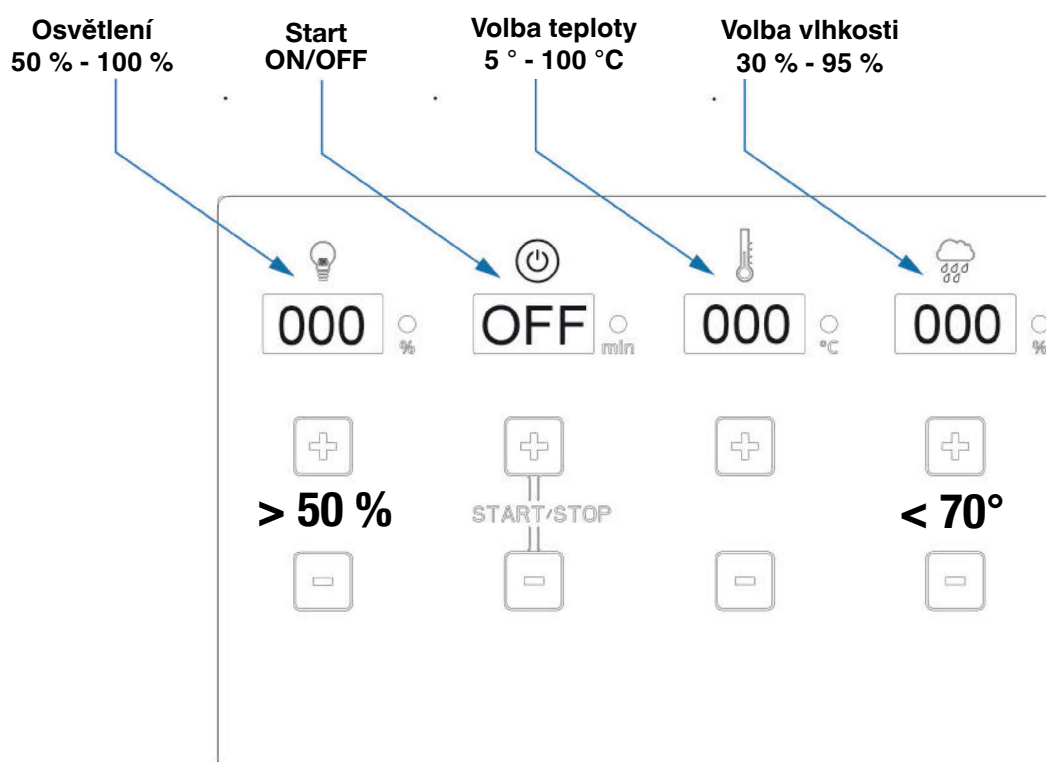 Osvětlení
50 % - 100 %
Start
ON/OFF
Volba teploty
5 ° - 100 °C
Volba vlhkosti
30 % - 95 %
000
%
OFF
min
000
°C
000
%
> 50 %
START/STOP
< 70°